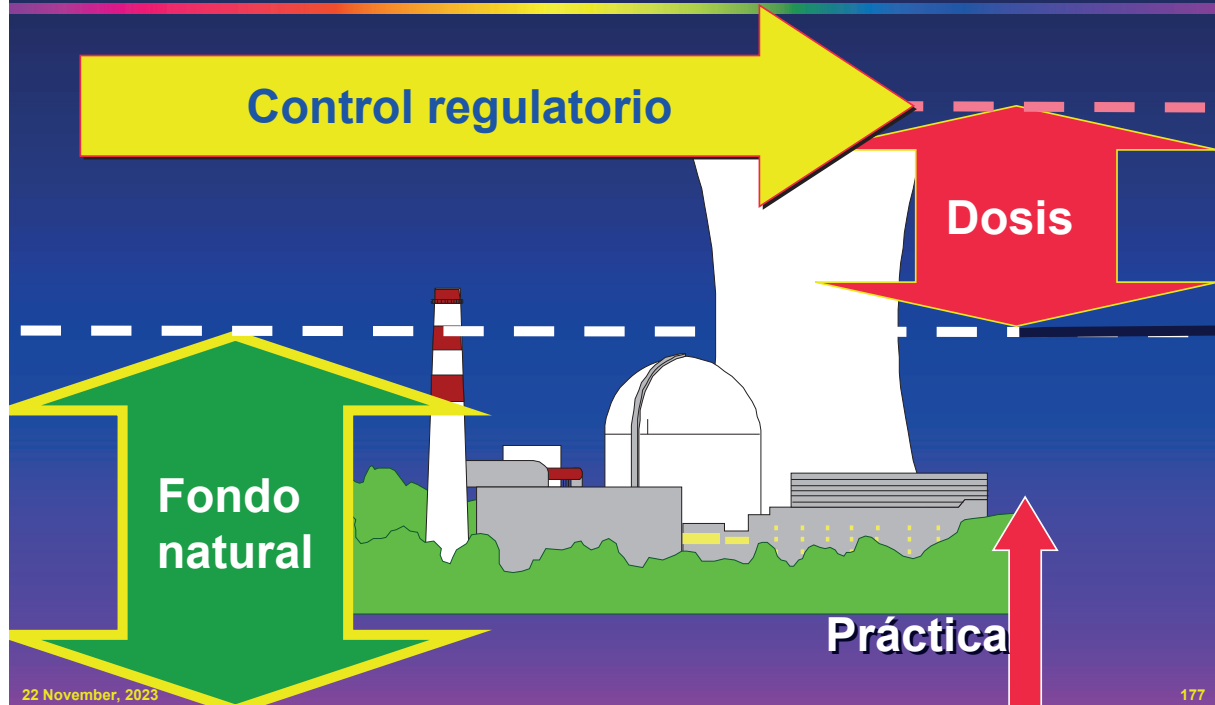 Control regulatorio
Dosis
Fondo
natural
Práctica
22 November, 2023
177